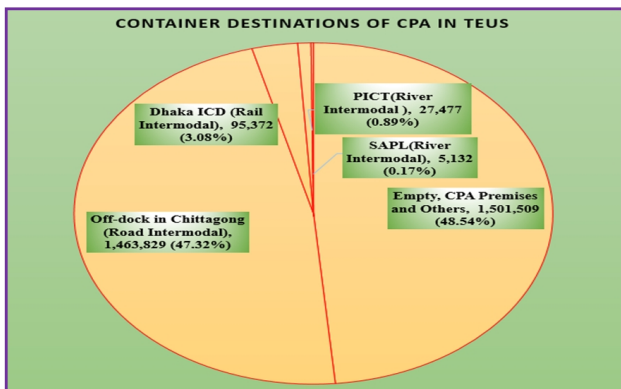 CONTAINER DESTINATIONS OF CPA IN TEUS
PICT(River
Intermodal ), 27,477
(0.89%)
Dhaka ICD (Rail
Intermodal), 95,372
(3.08%)
SAPL(River
Intermodal), 5,132
(0.17%)
Empty, CPA Premises
and Others, 1,501,509
(48.54%)
Off-dock in Chittagong
(Road Intermodal),
1,463,829 (47.32%)